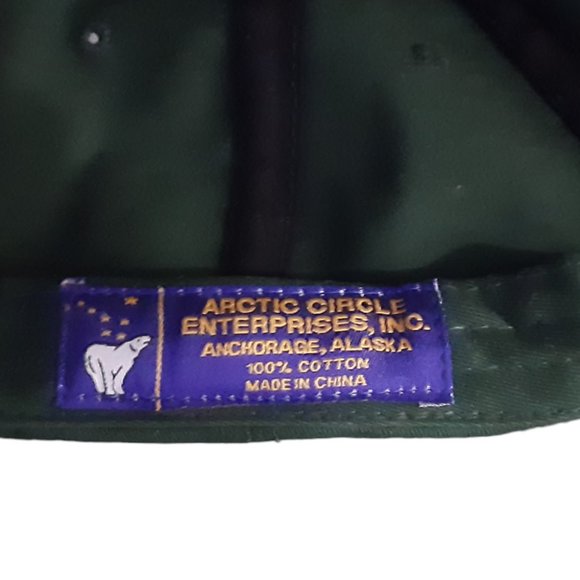 ARCTIC CIRCLE
ENTERPRISES, INC.
ANCHORAGE, ALASKA
100% COTTON
MADE IN CHINA